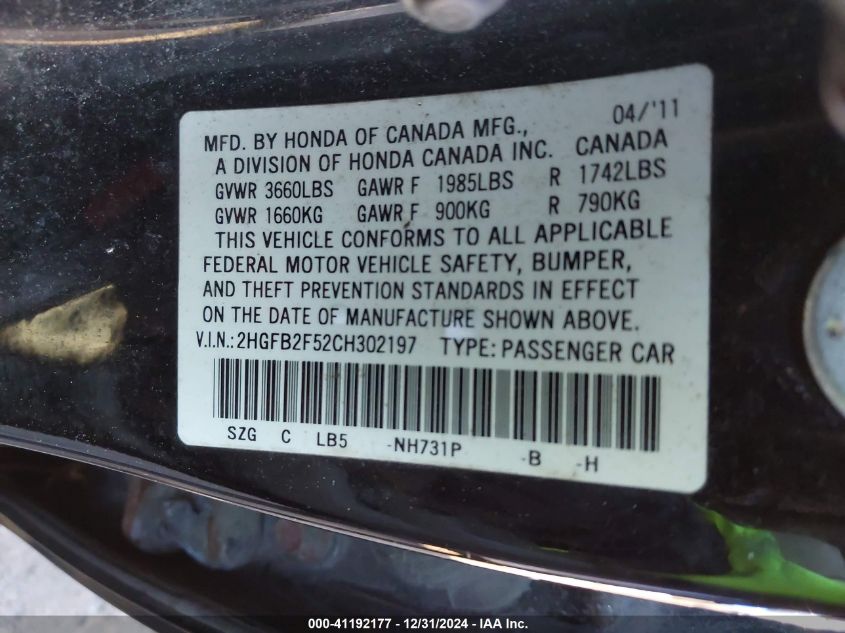 04/'11
MFD. BY HONDA OF CANADA MFG.,
A DIVISION OF HONDA CANADA INC. CANADA
GVWR 3660LBS GAWR F 1985LBS R 1742LBS
GVWR 1660KG GAWR F 900KG R 790KG
THIS VEHICLE CONFORMS TO ALL APPLICABLE
FEDERAL MOTOR VEHICLE SAFETY, BUMPER,
AND THEFT PREVENTION STANDARDS IN EFFECT
ON THE DATE OF MANUFACTURE SHOWN ABOVE.
V.I.N.: 2HGFB2F52CH302197 TYPE: PASSENGER CAR
SZG C LB5 -NH731P -B -H
000-41192177 - 12/31/2024 - IAA Inc.